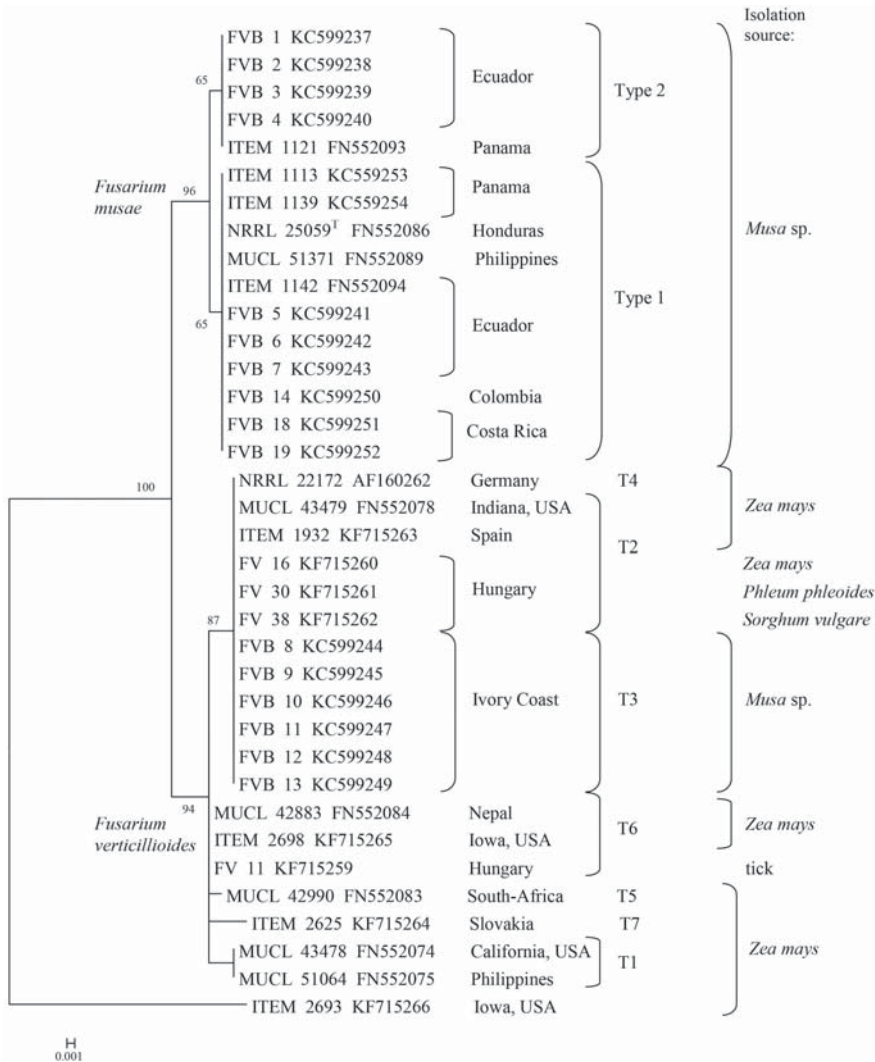 Isolation
source:
FVB 1 KC599237
FVB 2 KC599238
65
Ecuador
FVB 3 KC599239
Type 2
FVB 4 KC599240
ITEM 1121 FN552093 Panama
ITEM 1113 KC559253
Fusarium
musae
96
Panama
ITEM 1139 KC559254
NRRL 25059T FN552086 Honduras
Musa sp.
MUCL 51371 FN552089 Philippines
ITEM 1142 FN552094
Type 1
65
FVB 5 KC599241
Ecuador
FVB 6 KC599242
FVB 7 KC599243
FVB 14 KC599250 Colombia
FVB 18 KC599251
Costa Rica
FVB 19 KC599252
100
NRRL 22172 AF160262 Germany T4
MUCL 43479 FN552078 Indiana, USA
Zea mays
ITEM 1932 KF715263 Spain
T2
FV 16 KF715260 Zea mays
FV 30 KF715261 Hungary Phleum phleoides
FV 38 KF715262 Sorghum vulgare
87
FVB 8 KC599244
FVB 9 KC599245
FVB 10 KC599246 Ivory Coast T3 Musa sp.
FVB 11 KC599247
FVB 12 KC599248
FVB 13 KC599249
94
Fusarium
verticillioides
MUCL 42883 FN552084 Nepal
T6
Zea mays
ITEM 2698 KF715265 Iowa, USA
FV 11 KF715259 Hungary tick
MUCL 42990 FN552083 South-Africa T5
ITEM 2625 KF715264 Slovakia T7
MUCL 43478 FN552074 California, USA
T1
Zea mays
MUCL 51064 FN552075 Philippines
ITEM 2693 KF715266 Iowa, USA
0.001